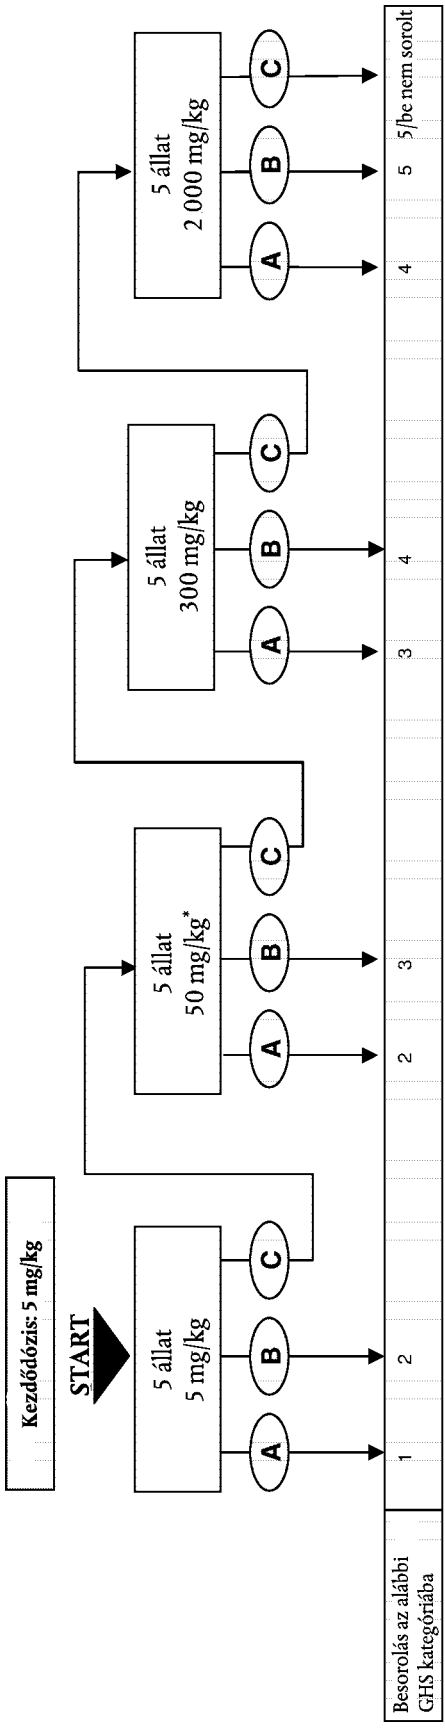 Kezdődózis: 5 mg/kg
START
5 állat
5 mg/kg
A
B
C
5 állat
50 mg/kg*
A
B
C
5 állat
300 mg/kg
A
B
C
5 állat
2 000 mg/kg
A
B
C
Besorolás az alábbi
GHS kategóriába
1
2
2
3
3
4
4
5
5/be nem sorolt